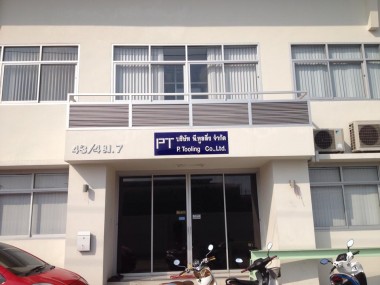 PT บริษัท พี.ทูลลิ่ง จำกัด
P. Tooling Co.,Ltd.
43/4 ม.7